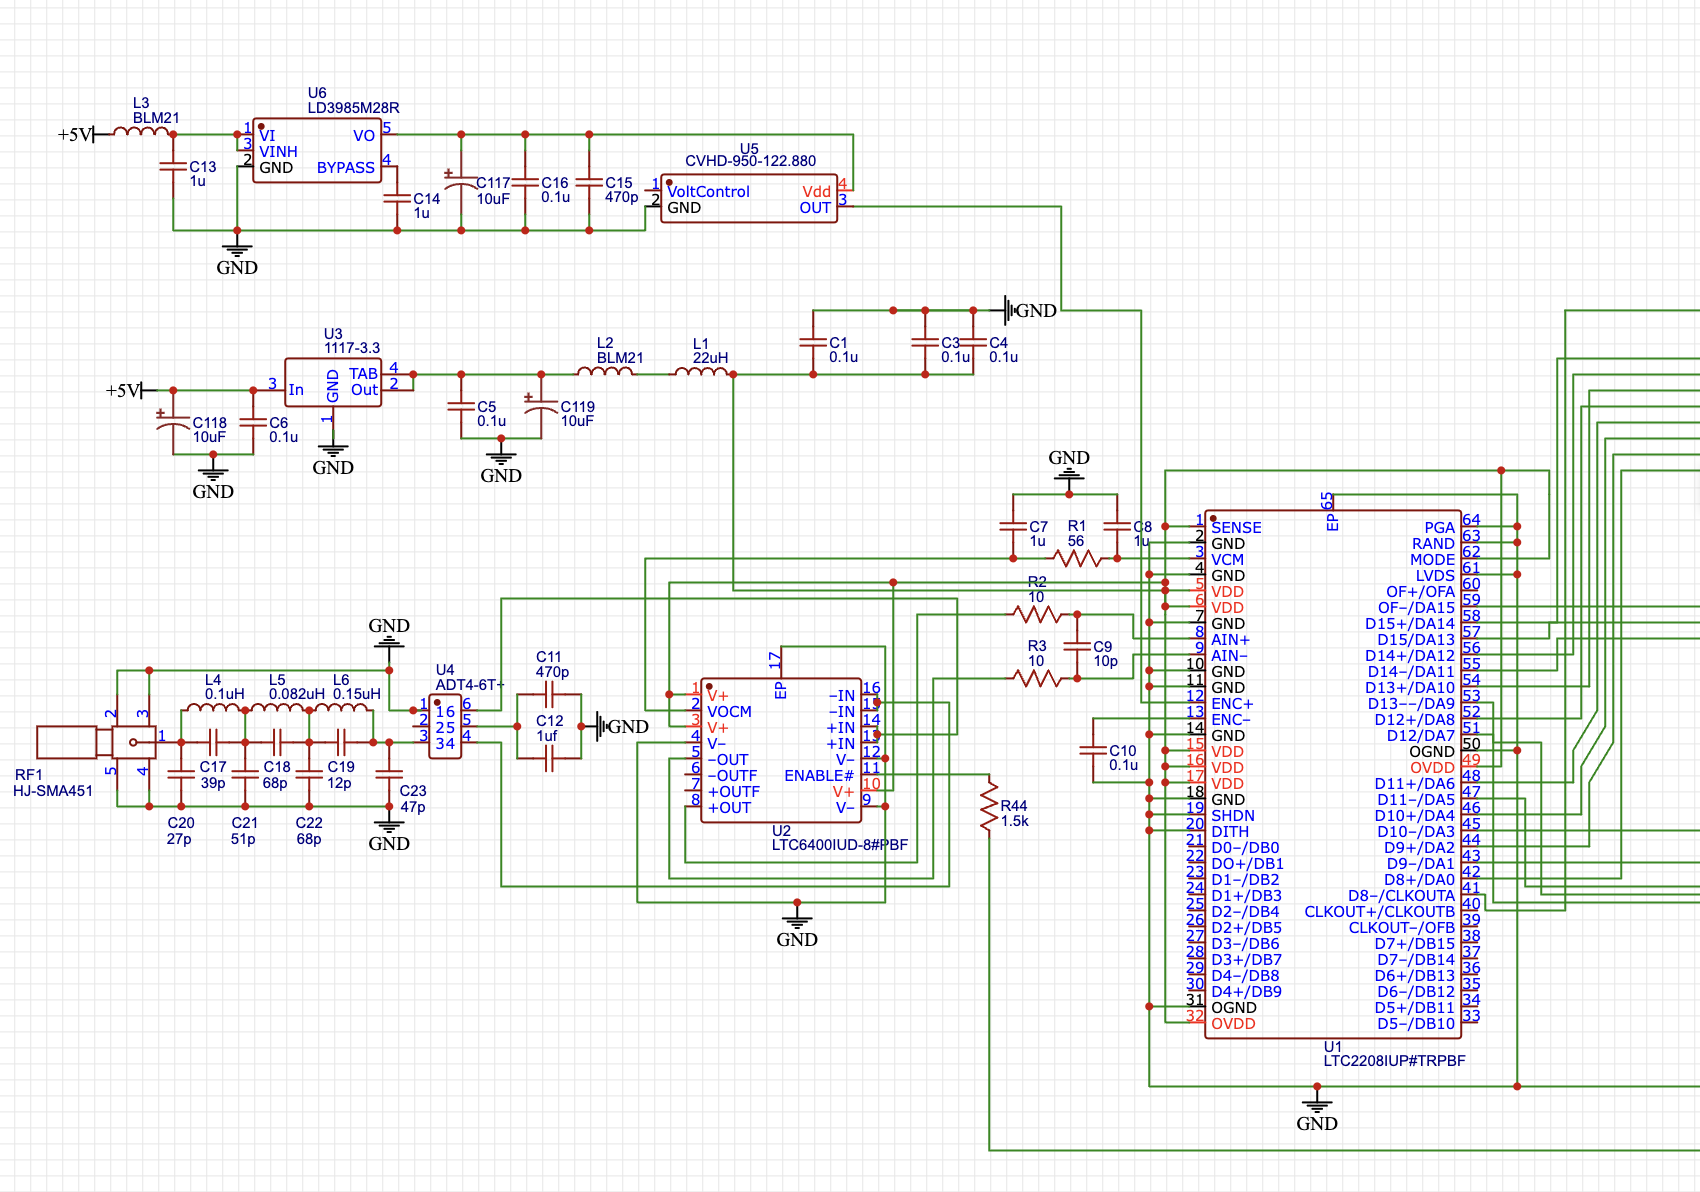 U6
LD3985M28R
L3
BLM21
+5V
1
VI
3
VINH
2
GND
VO
5
BYPASS
4
C13
1u
C14
1u
C117
10uF
C16
0.1u
C15
470p
GND
U5
CVHD-950-122.880
1
VoltControl
2
GND
Vdd
4
OUT
3
U3
1117-3.3
+5V
3
In
GND
1
TAB
4
Out
2
C118
10uF
C6
0.1u
GND
GND
L2
BLM21
L1
22uH
C5
0.1u
C119
10uF
GND
C1
0.1u
C3
0.1u
C4
0.1u
GND
GND
C7
1u
R1
56
C8
1u
R2
10
R3
10
C9
10p
C10
0.1u
R44
1.5k
GND
L4
0.1uH
L5
0.082uH
L6
0.15uH
2
3
1
5
4
RF1
HJ-SMA451
C17
39p
C18
68p
C19
12p
C20
27p
C21
51p
C22
68p
C23
47p
GND
U4
ADT4-6T+
1
16
6
2
25
5
3
34
4
C11
470p
C12
1uf
GND
17
EP
1
V+
2
VOCM
3
V+
4
V−
5
−OUT
6
−OUTF
7
+OUTF
8
+OUT
−IN
16
−IN
15
+IN
14
+IN
13
V−
12
ENABLE#
11
V+
10
V−
9
U2
LTC6400IUD-8#PBF
GND
65
EP
1
SENSE
2
GND
3
VCM
4
GND
5
VDD
6
VDD
7
GND
8
AIN+
9
AIN−
10
GND
11
GND
12
ENC+
13
ENC−
14
GND
15
VDD
16
VDD
17
VDD
18
GND
19
SHDN
20
DITH
21
D0−/DB0
22
DO+/DB1
23
D1−/DB2
24
D1+/DB3
25
D2−/DB4
26
D2+/DB5
27
D3−/DB6
28
D3+/DB7
29
D4−/DB8
30
D4+/DB9
31
OGND
32
OVDD
PGA
64
RAND
63
MODE
62
LVDS
61
OF+/OFA
60
OF−/DA15
59
D15+/DA14
58
D15/DA13
57
D14+/DA12
56
D14−/DA11
55
D13+/DA10
54
D13−−/DA9
53
D12+/DA8
52
D12/DA7
51
OGND
50
OVDD
49
D11+/DA6
48
D11−/DA5
47
D10+/DA4
46
D10−/DA3
45
D9+/DA2
44
D9−/DA1
43
D8+/DA0
42
D8−/CLKOUTA
41
CLKOUT+/CLKOUTB
40
CLKOUT−/OFB
39
D7+/DB15
38
D7−/DB14
37
D6+/DB13
36
D6−/DB12
35
D5+/DB11
34
D5−/DB10
33
U1
LTC2208IUP#TRPBF
GND